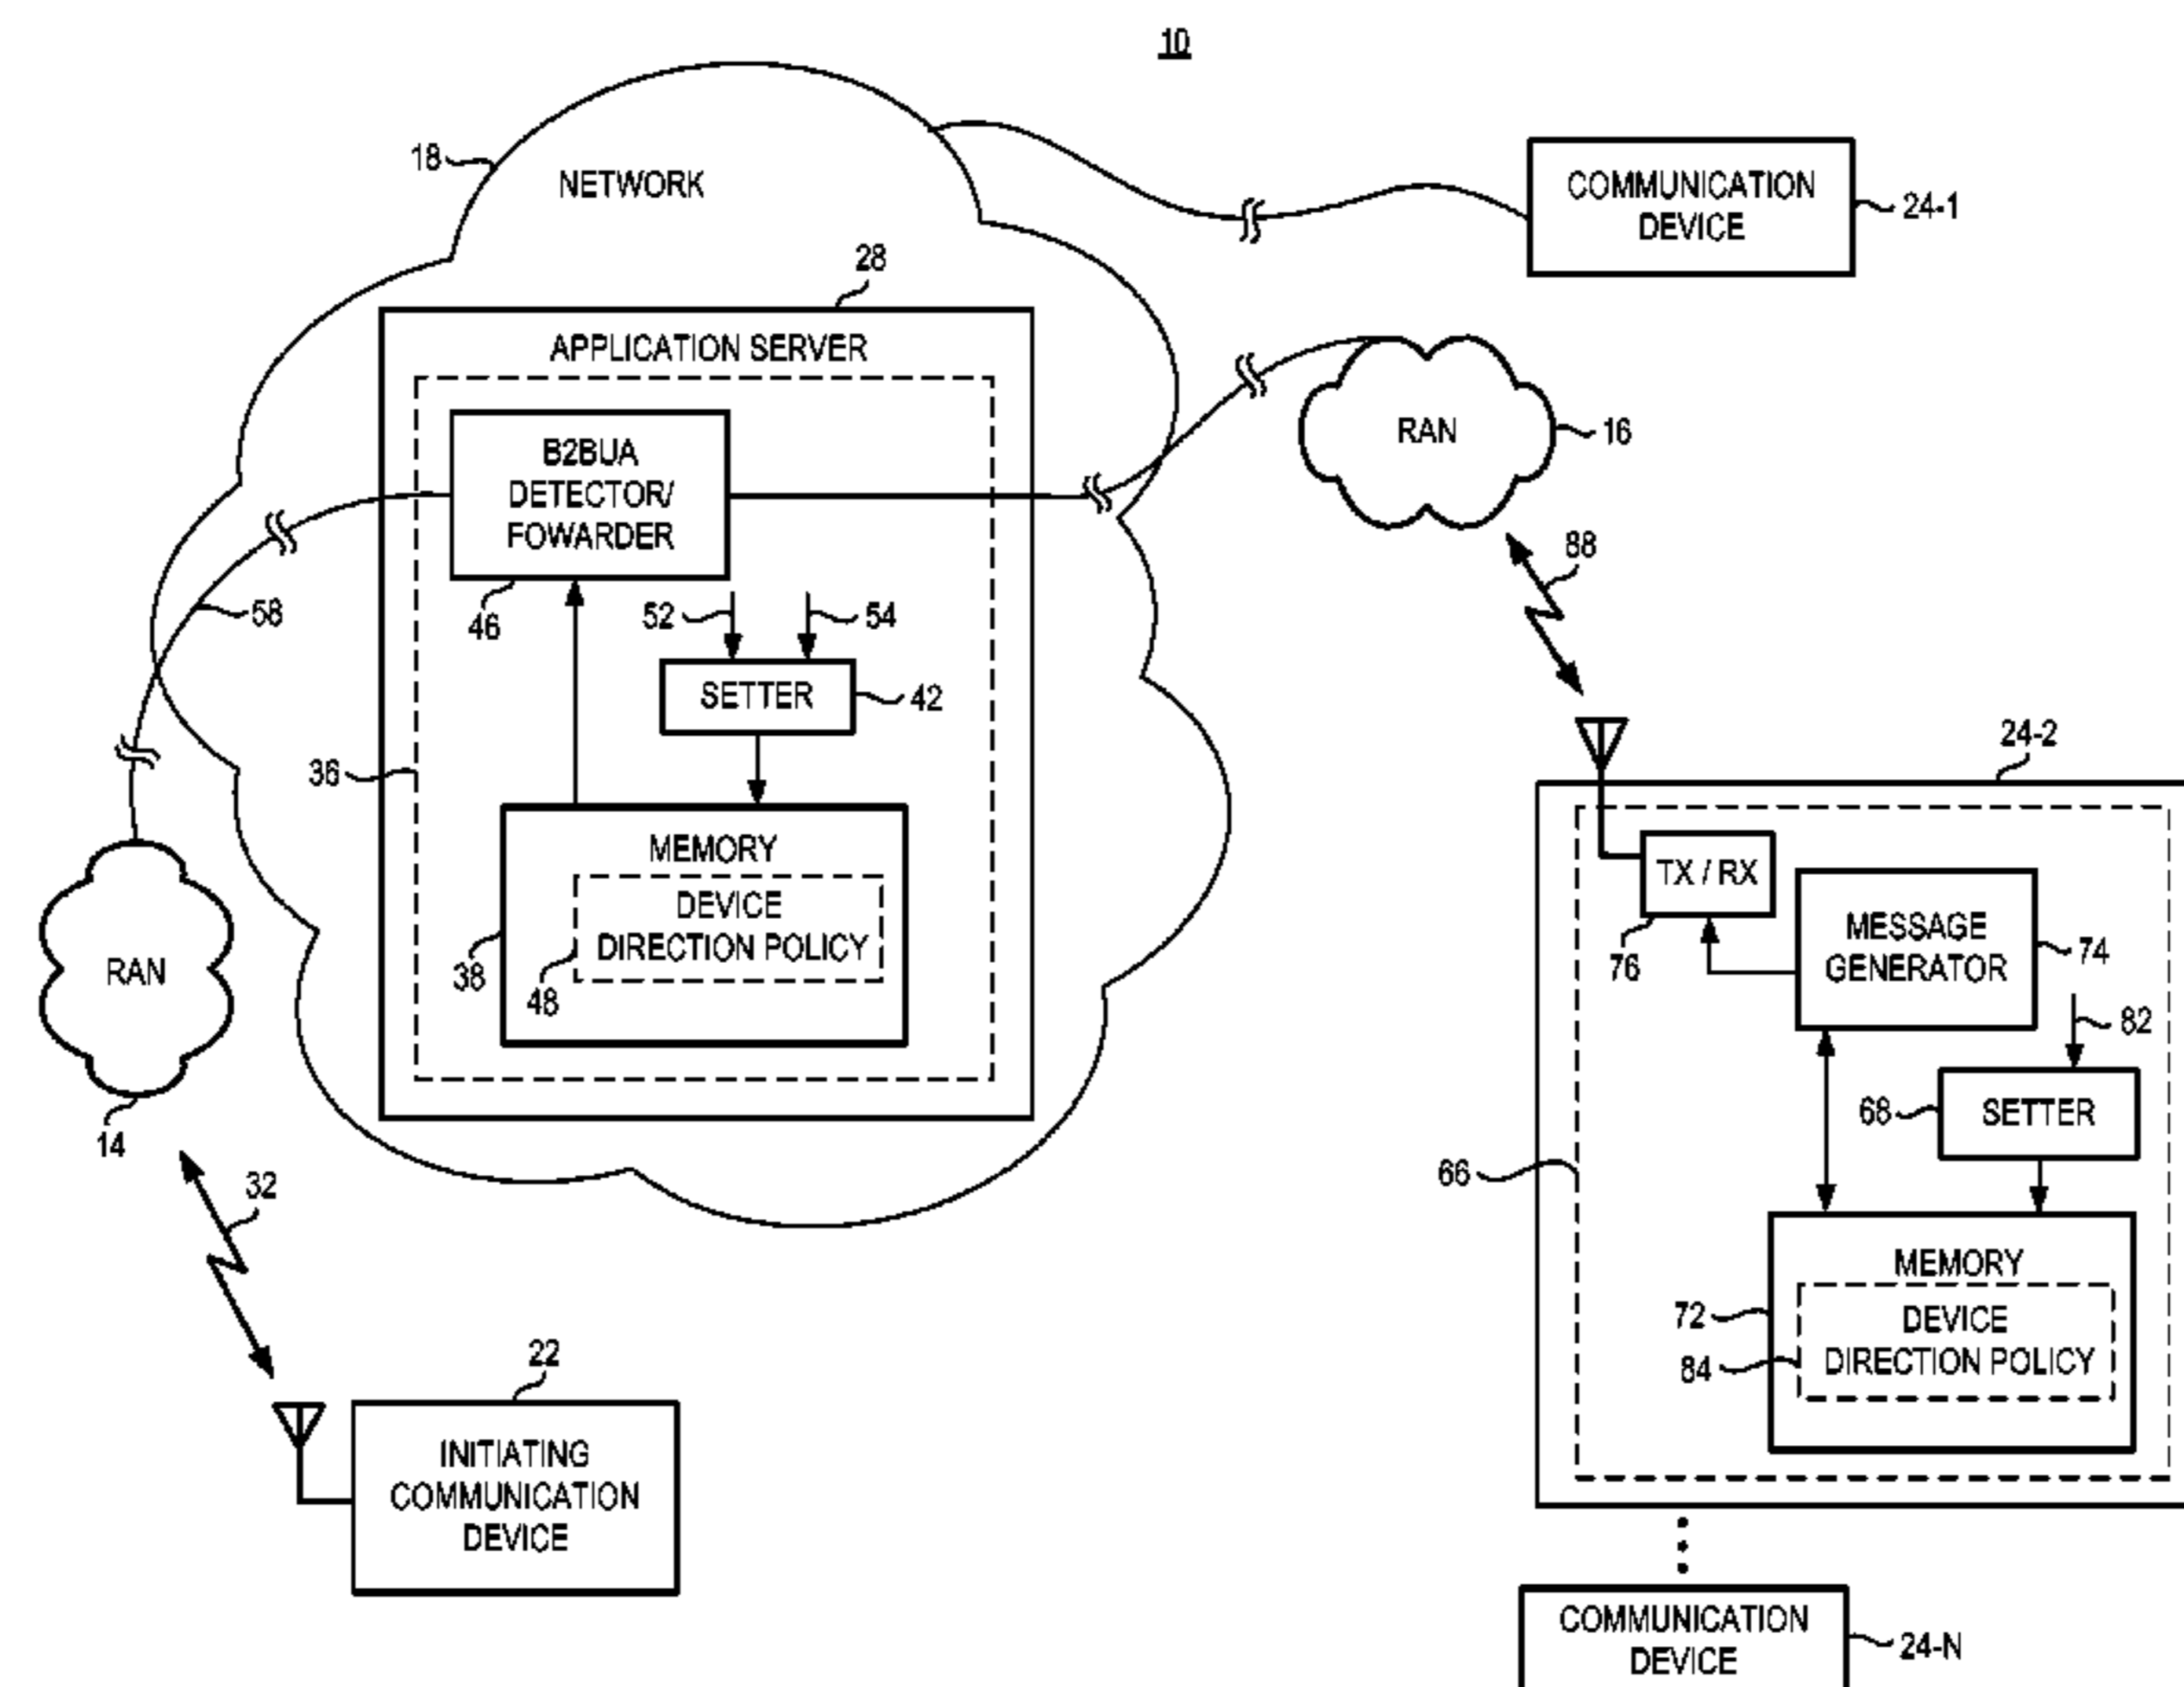 10
18
NETWORK
COMMUNICATION
DEVICE
24-1
28
APPLICATION SERVER
B2BUA
DETECTOR/
FOWARDER
46
58
52
54
SETTER
42
36
MEMORY
DEVICE
DIRECTION POLICY
38
48
RAN
16
88
RAN
14
32
22
INITIATING
COMMUNICATION
DEVICE
24-2
TX / RX
76
MESSAGE
GENERATOR
74
82
68
SETTER
66
MEMORY
72
DEVICE
DIRECTION POLICY
84
COMMUNICATION
DEVICE
24-N